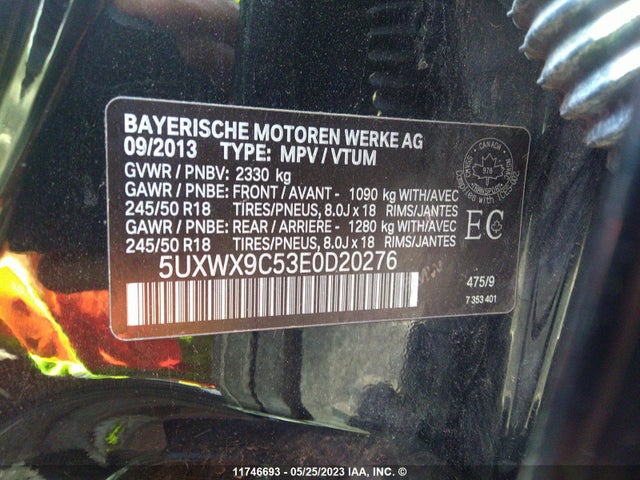 BAYERISCHE MOTOREN WERKE AG
09/2013 TYPE: MPV / VTUM
GVWR / PNBV: 2330 kg
GAWR / PNBE: FRONT / AVANT - 1090 kg WITH/AVEC
245/50 R18 TIRES/PNEUS, 8.0J x 18 RIMS/JANTES
GAWR / PNBE: REAR / ARRIERE - 1280 kg WITH/AVEC
245/50 R18 TIRES/PNEUS, 8.0J x 18 RIMS/JANTES
5UXWX9C53E0D20276
CANADA
978
TRANSPORT
EC
475/9
7 353 401
11746693 - 05/25/2023 IAA, INC. ©